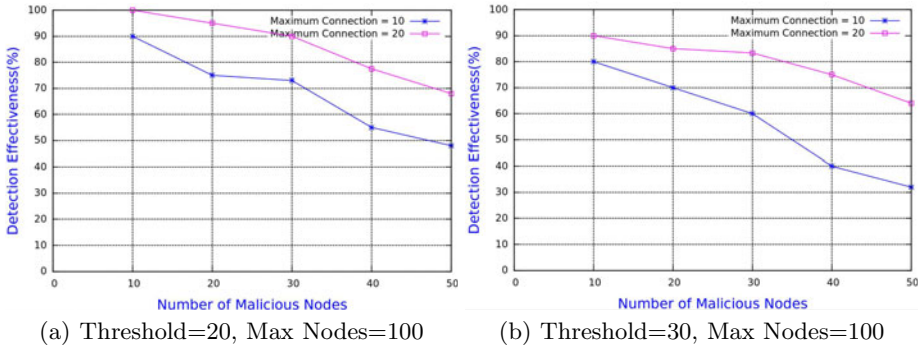 Maximum Connection = 10
Maximum Connection = 20
Detection Effectiveness(%)
100
90
80
70
60
50
40
30
20
10
0
0 10 20 30 40 50
Number of Malicious Nodes
(a) Threshold=20, Max Nodes=100
Maximum Connection = 10
Maximum Connection = 20
Detection Effectiveness(%)
100
90
80
70
60
50
40
30
20
10
0
0 10 20 30 40 50
Number of Malicious Nodes
(b) Threshold=30, Max Nodes=100